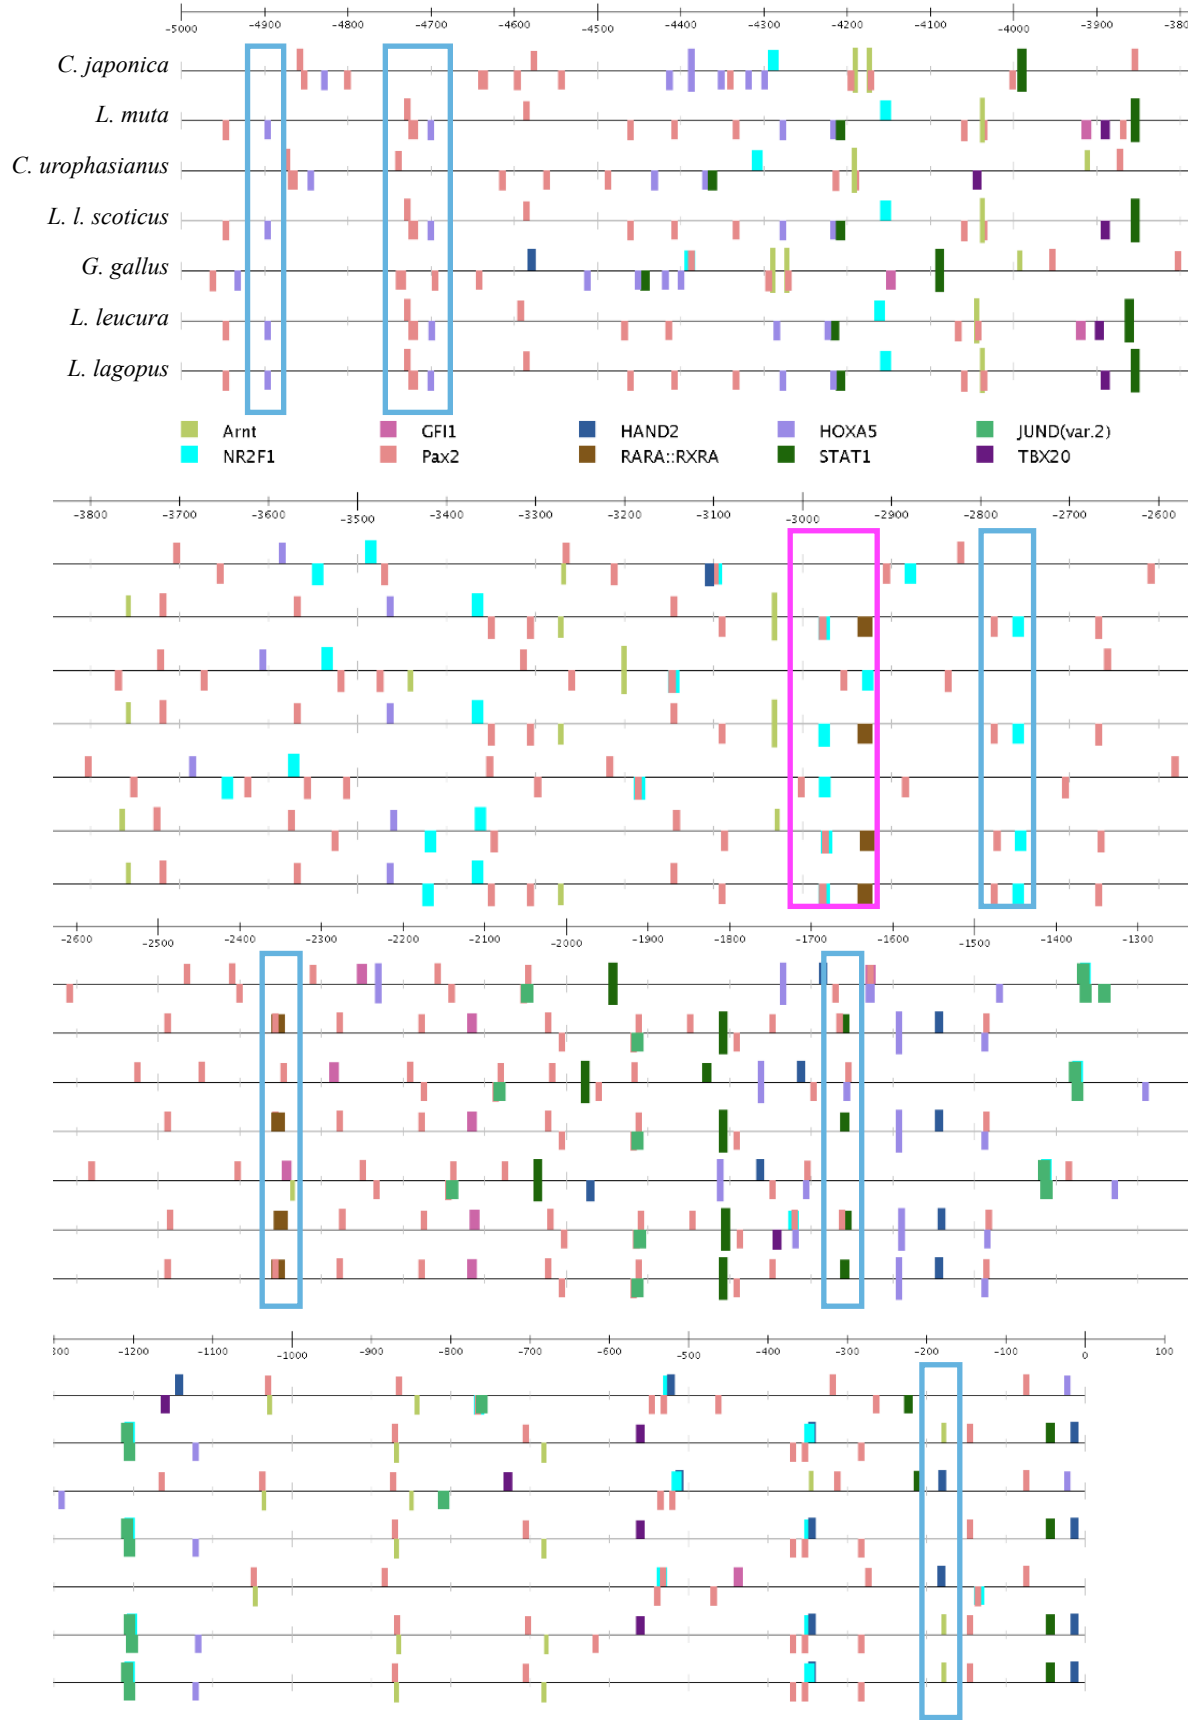 -5000 -4900 -4800 -4700 -4600 -4500 -4400 -4300 -4200 -4100 -4000 -3900 -380
C. japonica
L. muta
C. urophasianus
L. l. scoticus
G. gallus
L. leucura
L. lagopus
Arnt GFI1 HAND2 HOXA5 JUND(var.2)
NR2F1 Pax2 RARA::RXRA STAT1 TBX20
-3800 -3700 -3600 -3500 -3400 -3300 -3200 -3100 -3000 -2900 -2800 -2700 -2600
-2600 -2500 -2400 -2300 -2200 -2100 -2000 -1900 -1800 -1700 -1600 -1500 -1400 -1300
300 -1200 -1100 -1000 -900 -800 -700 -600 -500 -400 -300 -200 -100 0 100